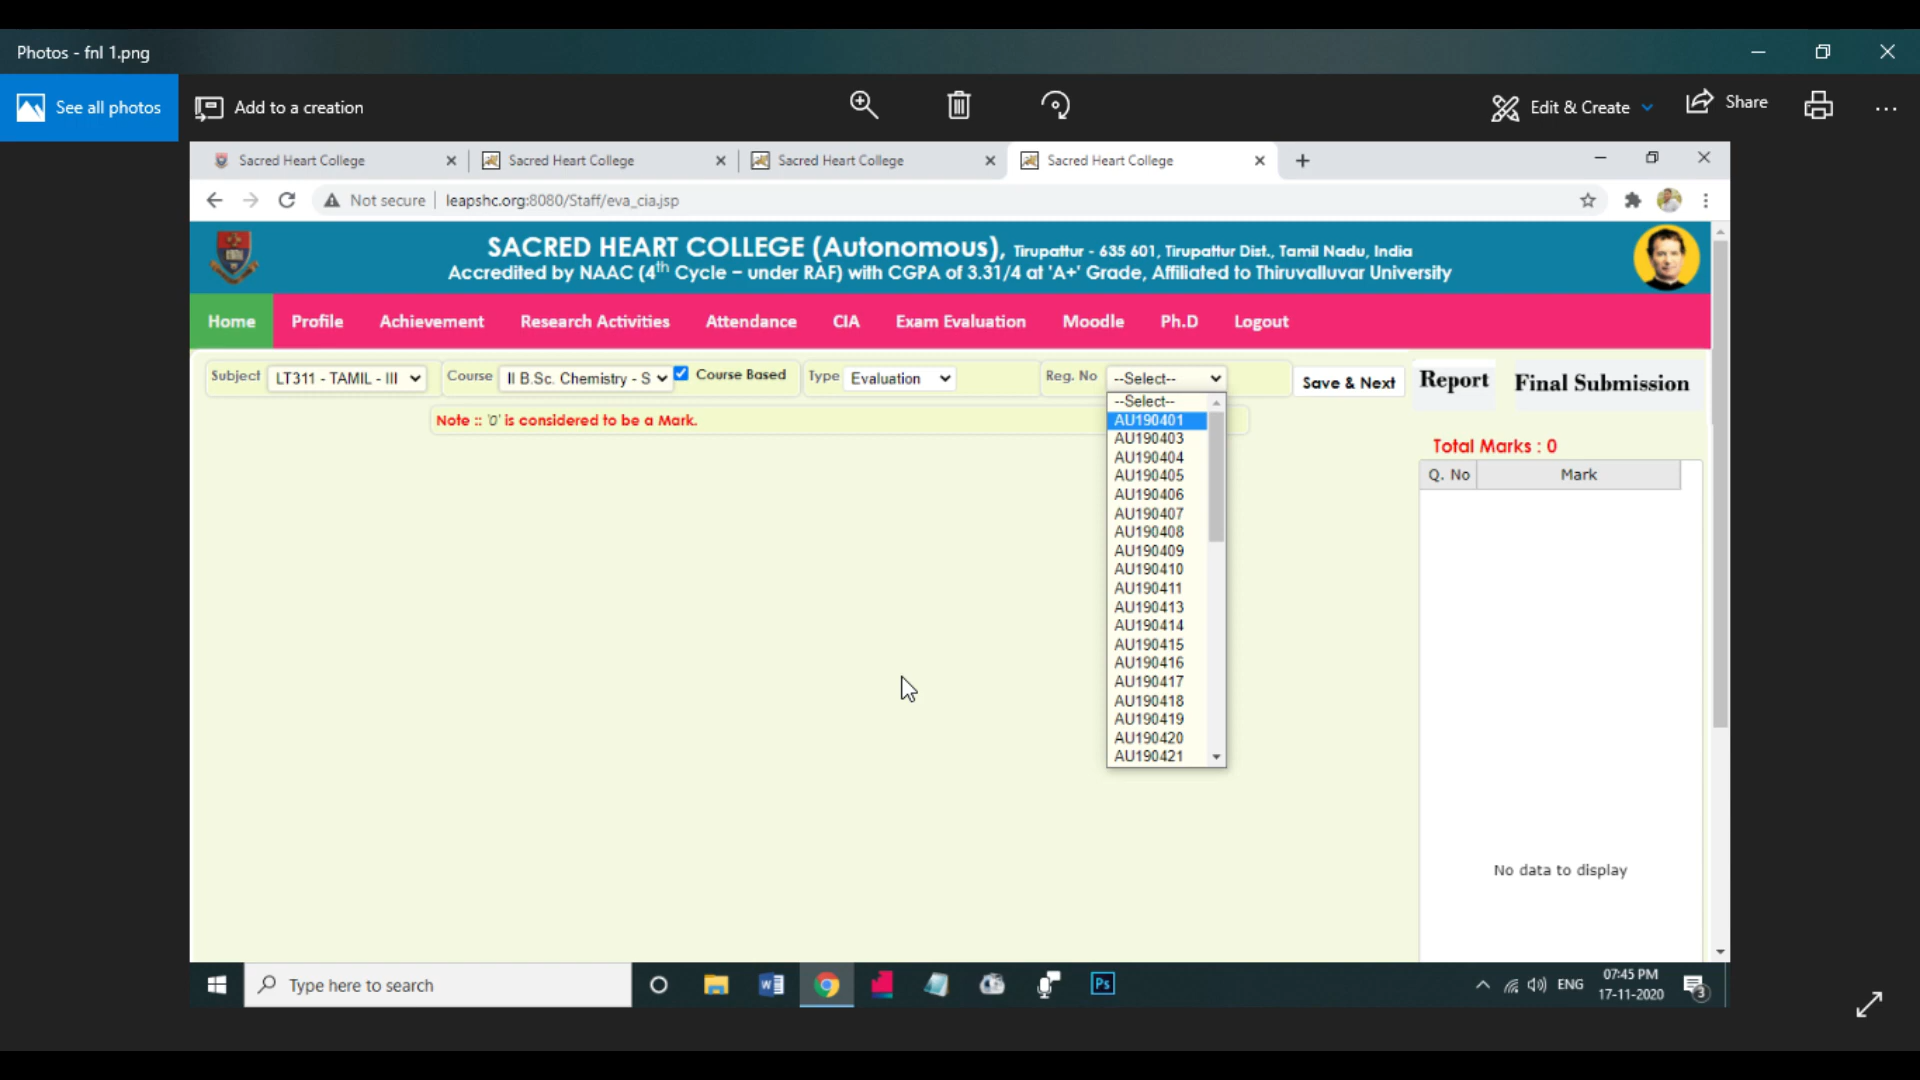 Photos - fnl 1.png
See all photos
Add to a creation
Edit & Create
Share
Sacred Heart College
Sacred Heart College
Sacred Heart College
Sacred Heart College
Not secure
leapshc.org:8080/Staff/eva_cia.jsp
SACRED HEART COLLEGE (Autonomous), Tirupattur - 635 601, Tirupattur Dist., Tamil Nadu, India
Accredited by NAAC (4th Cycle – under RAF) with CGPA of 3.31/4 at 'A+' Grade, Affiliated to Thiruvalluvar University
Home Profile Achievement Research Activities Attendance CIA Exam Evaluation Moodle Ph.D Logout
Subject LT311 - TAMIL - III Course II B.Sc. Chemistry - S Course Based Type Evaluation Reg. No --Select-- Save & Next Report Final Submission
Note :: '0' is considered to be a Mark.
--Select--
AU190401
AU190403
AU190404
AU190405
AU190406
AU190407
AU190408
AU190409
AU190410
AU190411
AU190413
AU190414
AU190415
AU190416
AU190417
AU190418
AU190419
AU190420
AU190421
Total Marks : 0
Q. No Mark
No data to display
Type here to search
W
Ps
ENG
07:45 PM
17-11-2020
3